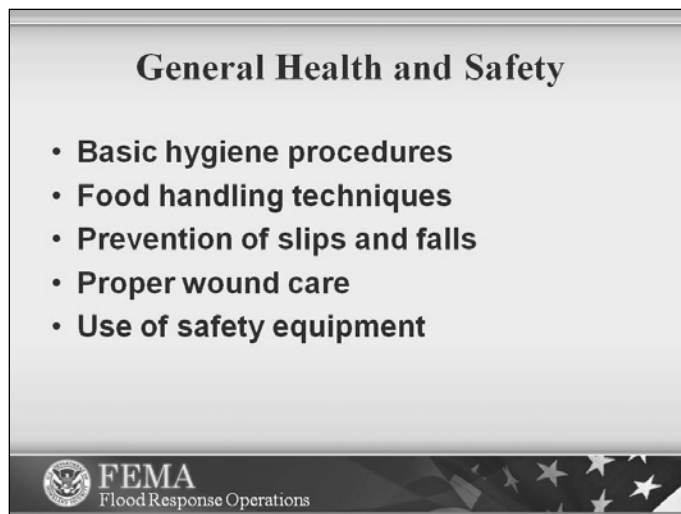 General Health and Safety
• Basic hygiene procedures
• Food handling techniques
• Prevention of slips and falls
• Proper wound care
• Use of safety equipment
FEMA
Flood Response Operations